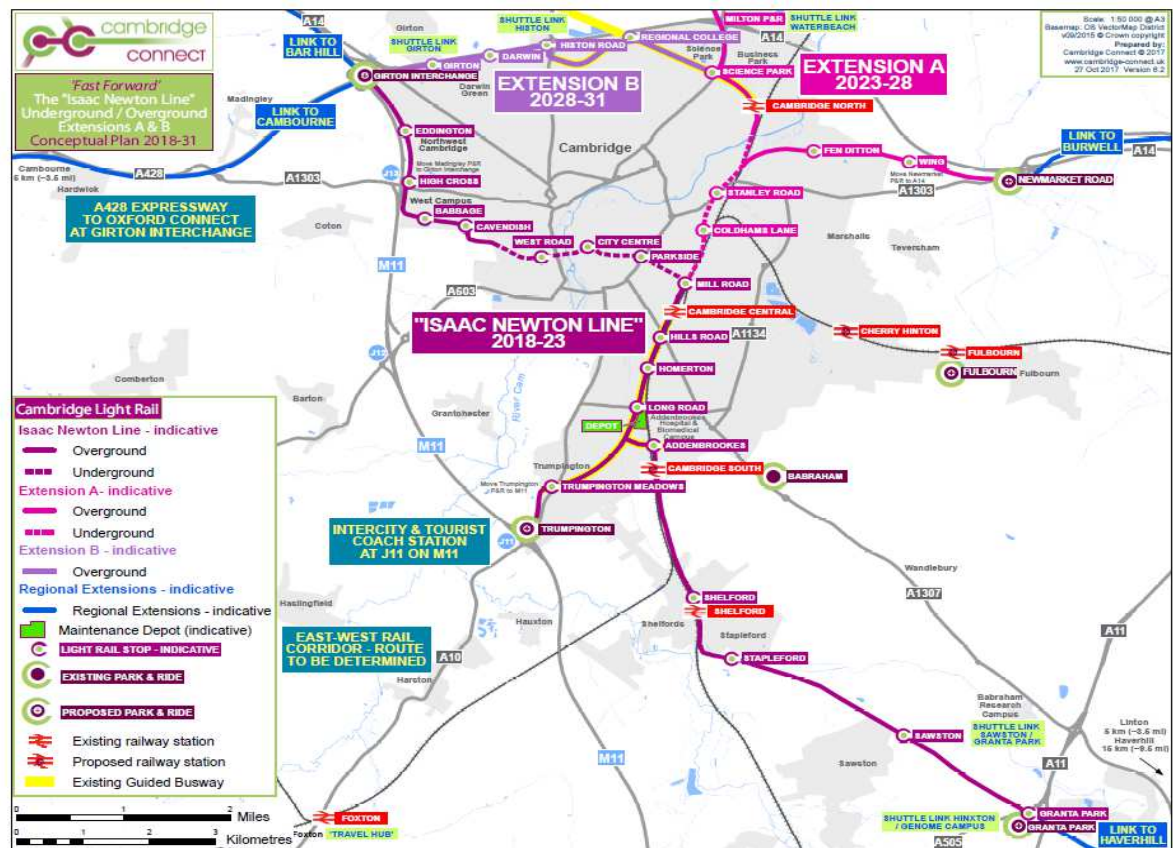 cambridge
connect
'Fast Forward'
The "Isaac Newton Line"
Underground / Overground
Extensions A & B
Conceptual Plan 2018-31
Scale: 1:50 000 @A3
Basemap: OS VectorMap District
v09/2015 © Crown copyright
Prepared by:
Cambridge Connect © 2017
www.cambridge-connect.uk
27 Oct 2017 Version 6.2
A14
LINK TO
BAR HILL
Girton
SHUTTLE LINK
GIRTON
SHUTTLE LINK
HISTON
MILTON P&R
SHUTTLE LINK
WATERBEACH
A14
REGIONAL COLLEGE
HISTON ROAD
DARWIN
GIRTON
GIRTON INTERCHANGE
Darwin
Green
Science
Park
Business
Park
SCIENCE PARK
EXTENSION B
2028-31
EXTENSION A
2023-28
CAMBRIDGE NORTH
Madingley
LINK TO
CAMBOURNE
EDDINGTON
Northwest
Cambridge
Move Madingley P&R
to Girton Interchange
Cambridge
FEN DITTON
WING
Move Newmarket
P&R to A14
LINK TO
BURWELL
A14
NEWMARKET ROAD
A1303
Cambourne
5 km (~3.5 mi)
Hardwick
A428
A1303
J13
HIGH CROSS
West Campus
STANLEY ROAD
A428 EXPRESSWAY
TO OXFORD CONNECT
AT GIRTON INTERCHANGE
Coton
BABBAGE
CAVENDISH
WEST ROAD
CITY CENTRE
PARKSIDE
COLDHAMS LANE
Marshalls
Teversham
M11
A603
MILL ROAD
CAMBRIDGE CENTRAL
"ISAAC NEWTON LINE"
2018-23
HILLS ROAD
A1134
CHERRY HINTON
FULBOURN
FULBOURN
Fulbourn
J12
HOMERTON
Comberton
Barton
Grantchester
River Cam
LONG ROAD
Addenbrookes
Hospital &
Biomedical
Campus
DEPOT
ADDENBROOKES
M11
Trumpington
CAMBRIDGE SOUTH
BABRAHAM
Move Trumpington
P&R to M11
TRUMPINGTON MEADOWS
INTERCITY & TOURIST
COACH STATION
AT J11 ON M11
J11
TRUMPINGTON
Wandlebury
A1307
Haslingfield
Hauxton
SHELFORD
SHELFORD
Shelfords
Stapleford
A11
EAST-WEST RAIL
CORRIDOR - ROUTE
TO BE DETERMINED
A10
Harston
STAPLEFORD
Babraham
Research
Campus
SHUTTLE LINK
SAWSTON /
GRANTA PARK
Linton
5 km (~3.5 mi)
Haverhill
15 km (~9.5 mi)
SAWSTON
Sawston
M11
A11
FOXTON
Foxton
'TRAVEL HUB'
SHUTTLE LINK HINXTON
/ GENOME CAMPUS
GRANTA PARK
GRANTA PARK
A505
LINK TO
HAVERHILL
Cambridge Light Rail
Isaac Newton Line - indicative
Overground
Underground
Extension A- indicative
Overground
Underground
Extension B - indicative
Overground
Regional Extensions - indicative
Regional Extensions - indicative
Maintenance Depot (indicative)
LIGHT RAIL STOP - INDICATIVE
EXISTING PARK & RIDE
PROPOSED PARK & RIDE
Existing railway station
Proposed railway station
Existing Guided Busway
0 1 2 Miles
0 1 2 3 Kilometres